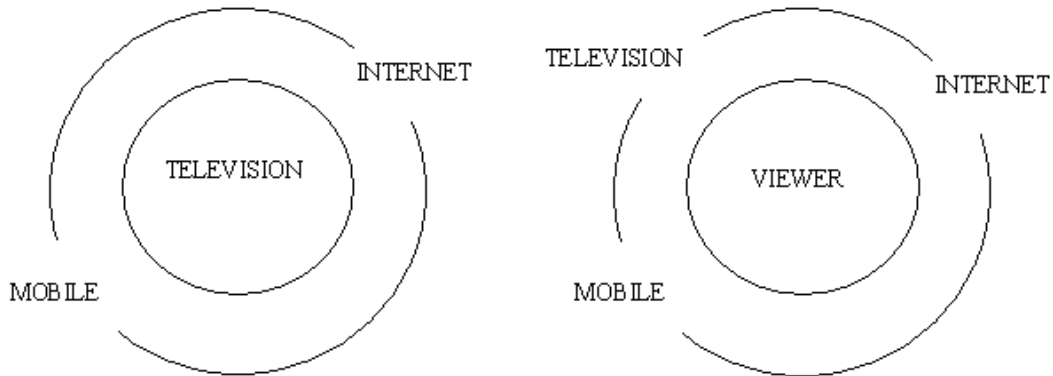 INTERNET
TELEVISION
MOBILE
TELEVISION
INTERNET
VIEWER
MOBILE